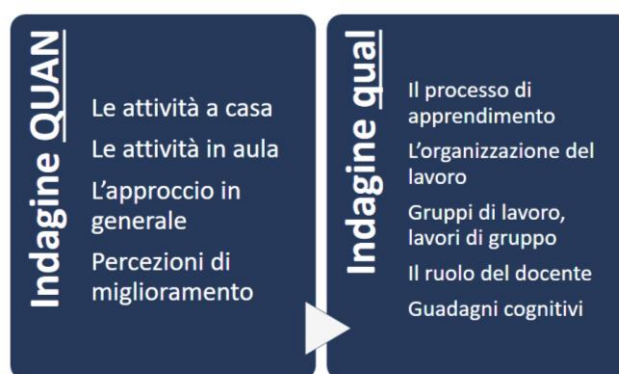 Indagine QUAN
Le attività a casa
Le attività in aula
L'approccio in
generale
Percezioni di
miglioramento
Indagine qual
Il processo di
apprendimento
L'organizzazione del
lavoro
Gruppi di lavoro,
lavori di gruppo
Il ruolo del docente
Guadagni cognitivi